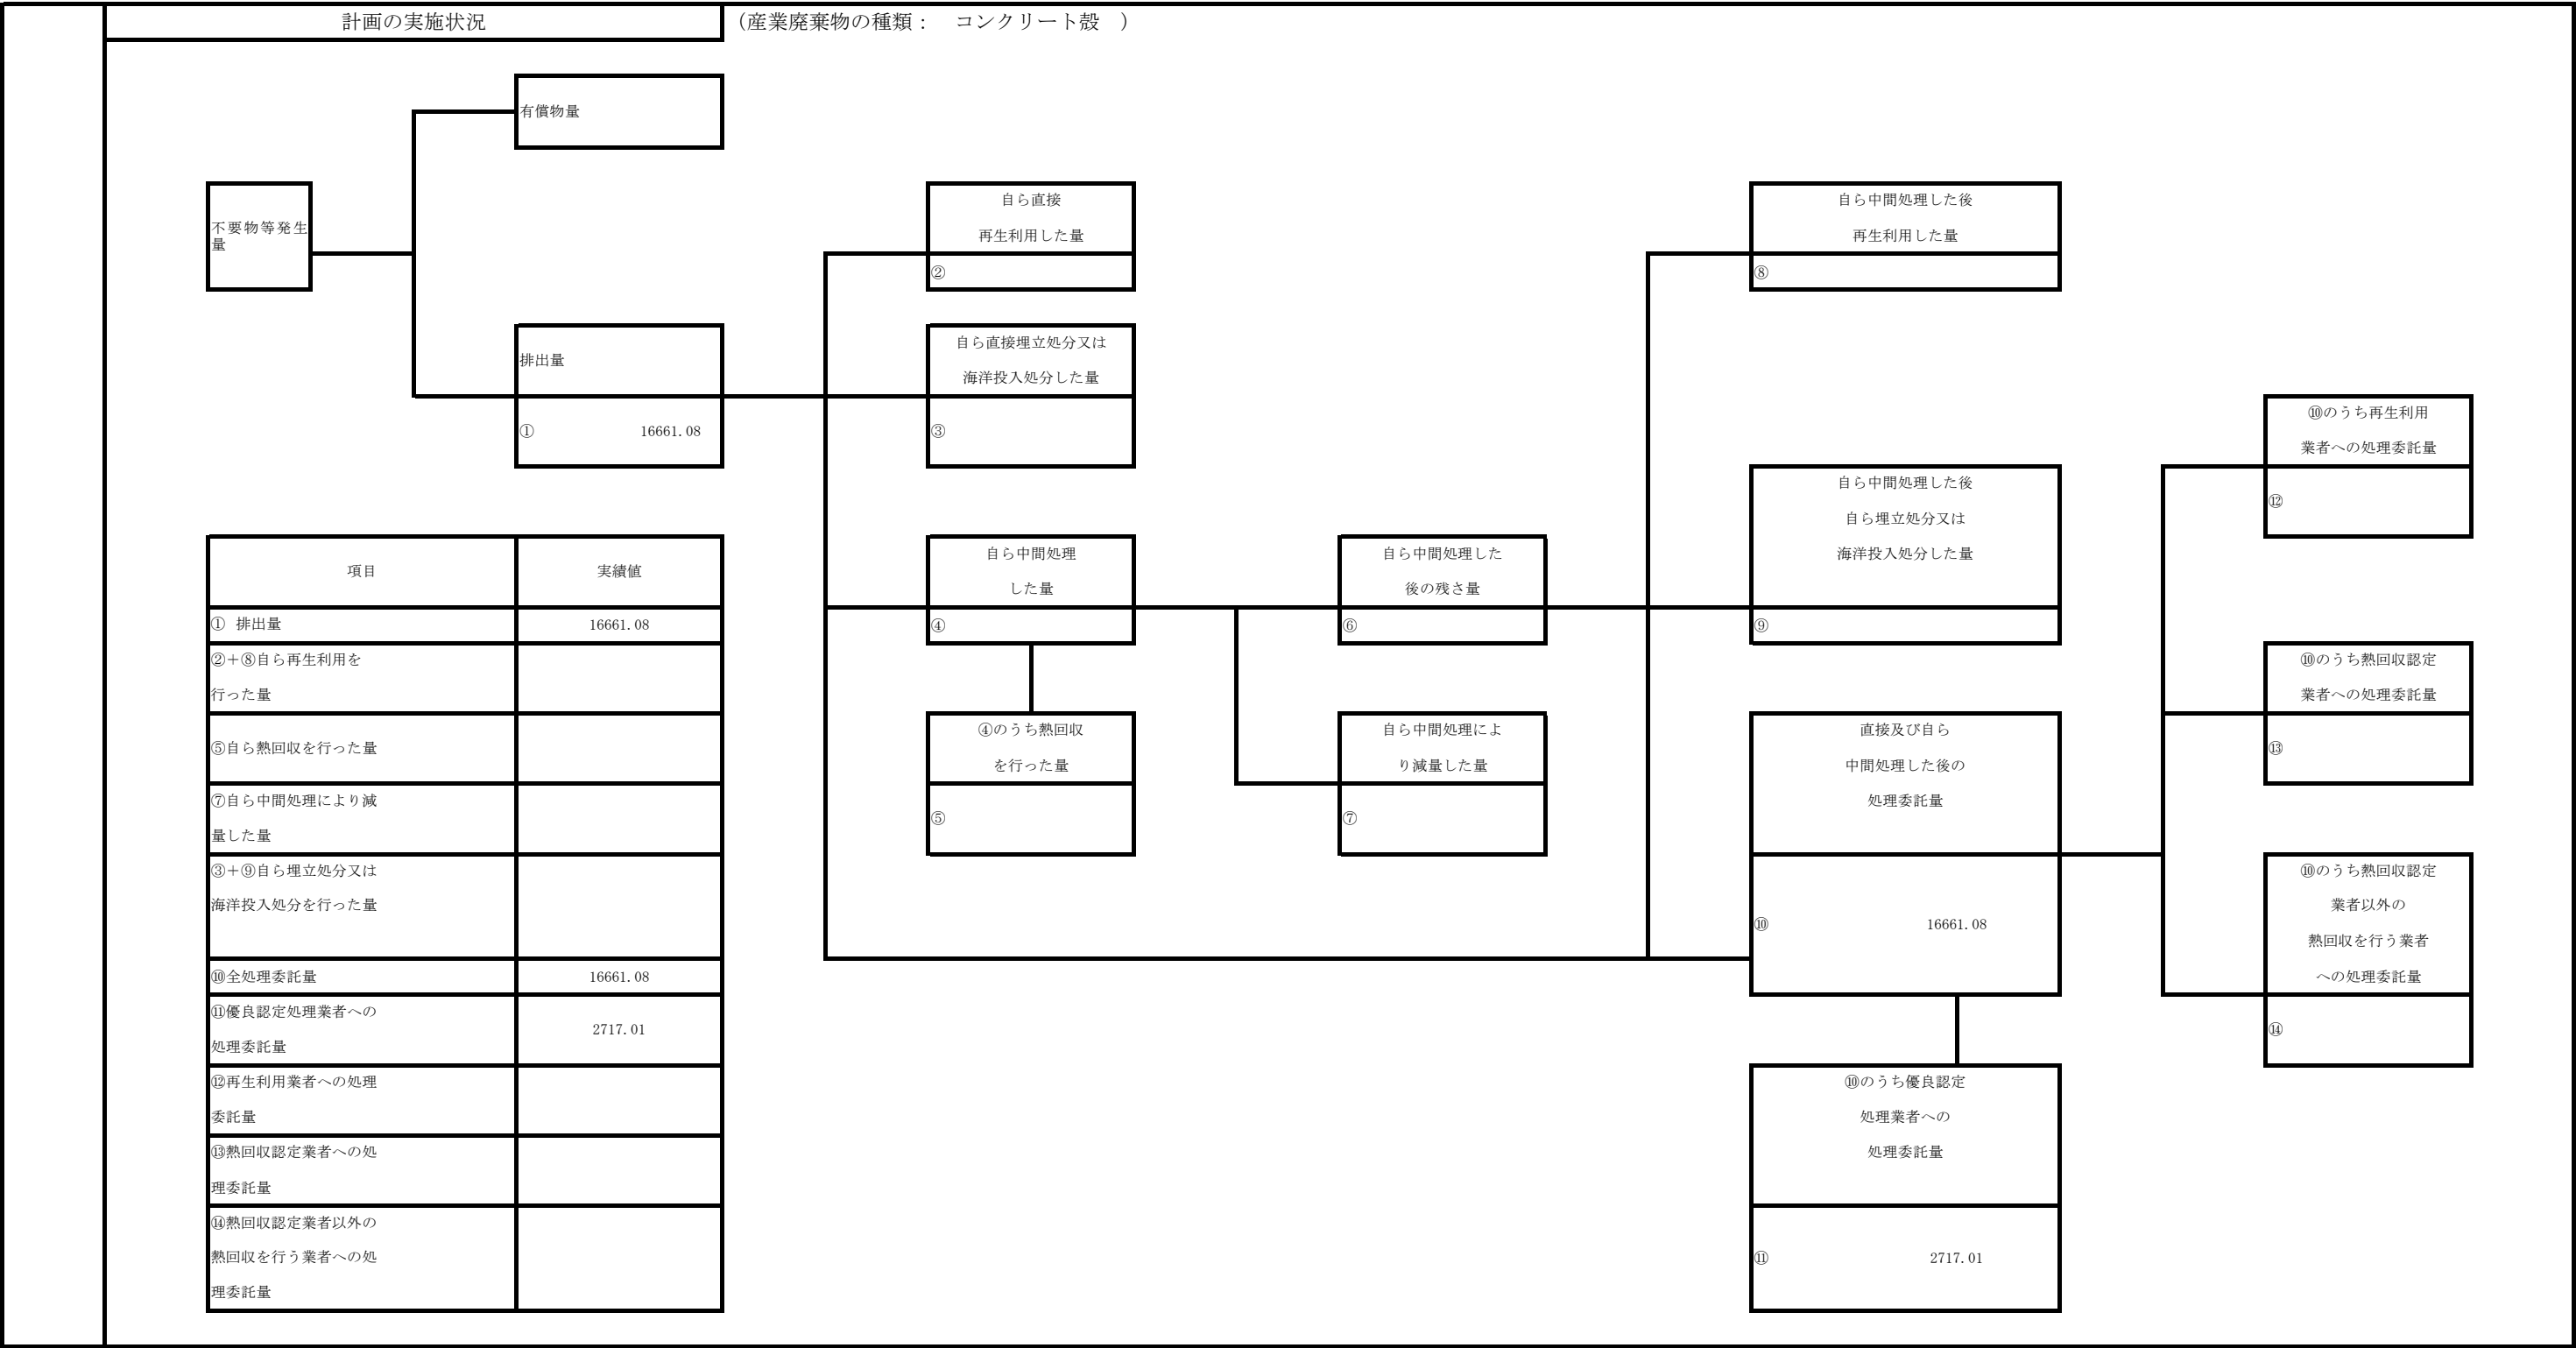 計画の実施状況
（産業廃棄物の種類：　コンクリート殻　）
有償物量
不要物等発生
量
自ら直接
再生利用した量
②
自ら中間処理した後
再生利用した量
⑧
排出量
① 16661.08
自ら直接埋立処分又は
海洋投入処分した量
③
⑩のうち再生利用
業者への処理委託量
⑫
自ら中間処理した後
自ら埋立処分又は
海洋投入処分した量
⑨
自ら中間処理
した量
④
自ら中間処理した
後の残さ量
⑥
⑩のうち熱回収認定
業者への処理委託量
⑬
④のうち熱回収
を行った量
⑤
自ら中間処理によ
り減量した量
⑦
直接及び自ら
中間処理した後の
処理委託量
⑩ 16661.08
⑩のうち熱回収認定
業者以外の
熱回収を行う業者
への処理委託量
⑭
⑩のうち優良認定
処理業者への
処理委託量
⑪ 2717.01
項目 実績値
① 排出量 16661.08
②＋⑧自ら再生利用を
行った量
⑤自ら熱回収を行った量
⑦自ら中間処理により減
量した量
③＋⑨自ら埋立処分又は
海洋投入処分を行った量
⑩全処理委託量 16661.08
⑪優良認定処理業者への
処理委託量
2717.01
⑫再生利用業者への処理
委託量
⑬熱回収認定業者への処
理委託量
⑭熱回収認定業者以外の
熱回収を行う業者への処
理委託量